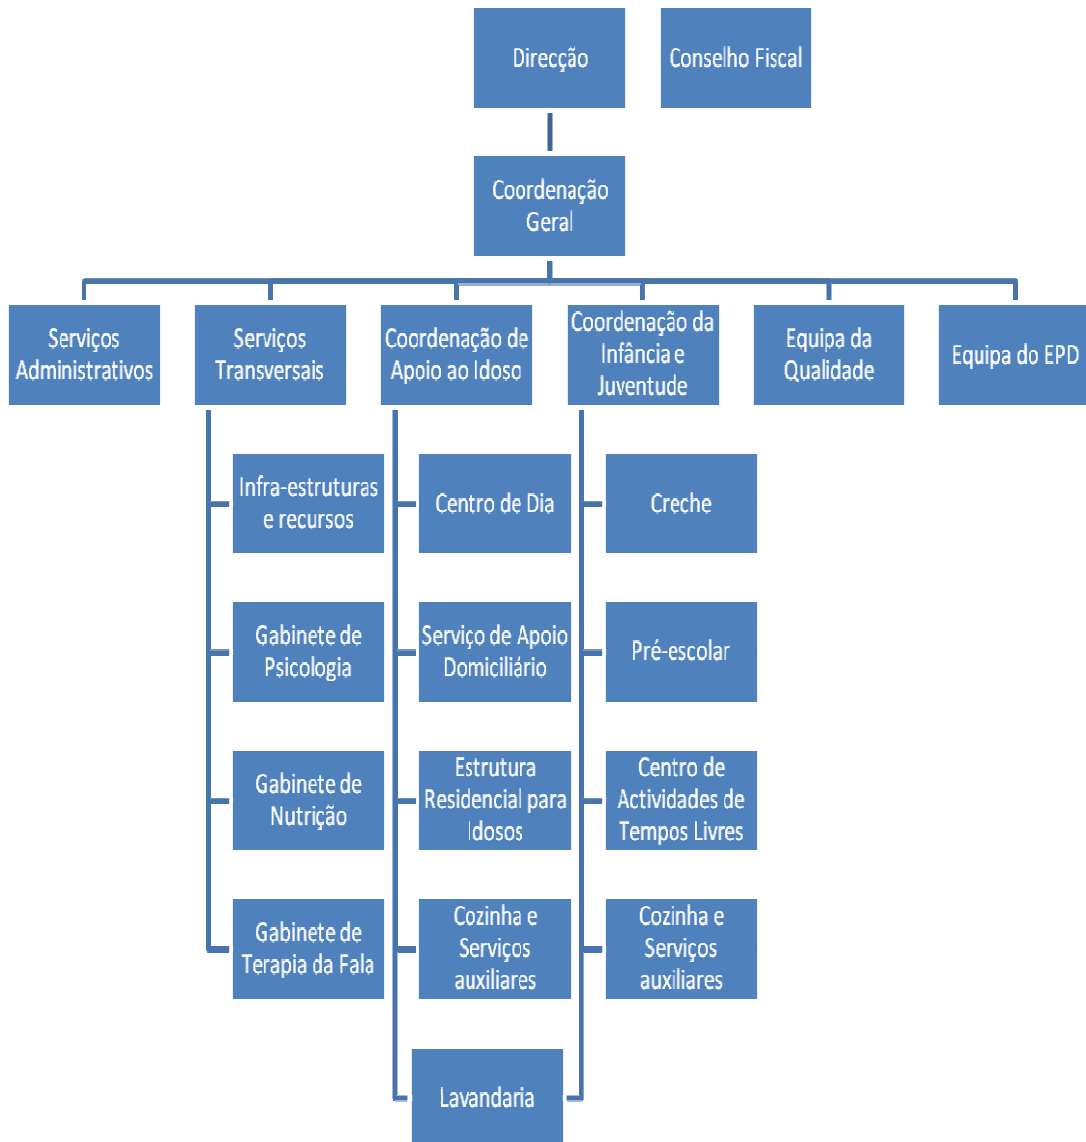 Direcção
Conselho Fiscal
Coordenação
Geral
Serviços
Administrativos
Serviços
Transversais
Coordenação de
Apoio ao Idoso
Coordenação da
Infância e
Juventude
Equipa da
Qualidade
Equipa do EPD
Infra-estruturas
e recursos
Centro de Dia
Creche
Gabinete de
Psicologia
Serviço de Apoio
Domiciliário
Pré-escolar
Gabinete de
Nutrição
Estrutura
Residencial para
Idosos
Centro de
Actividades de
Tempos Livres
Gabinete de
Terapia da Fala
Cozinha e
Serviços
auxiliares
Cozinha e
Serviços
auxiliares
Lavandaria